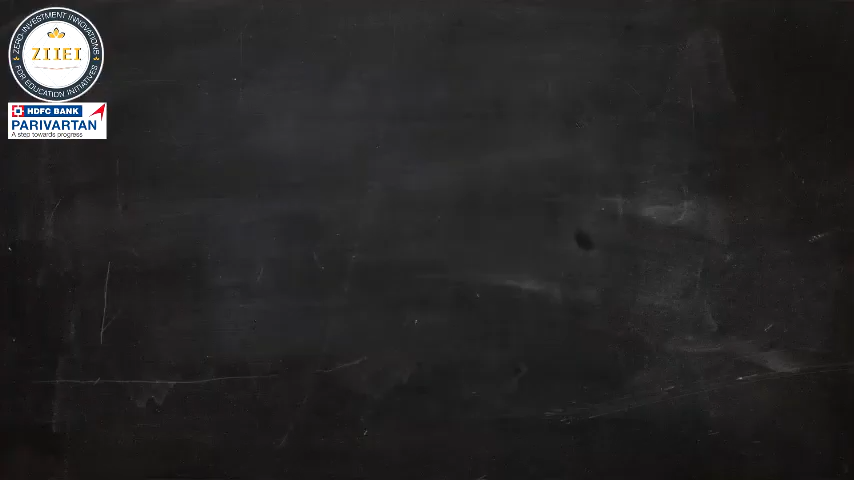 ZERO-INVESTMENT INNOVATIONS
ZIIEI
FOR EDUCATION INITIATIVES
HDFC BANK
PARIVARTAN
A step towards progress